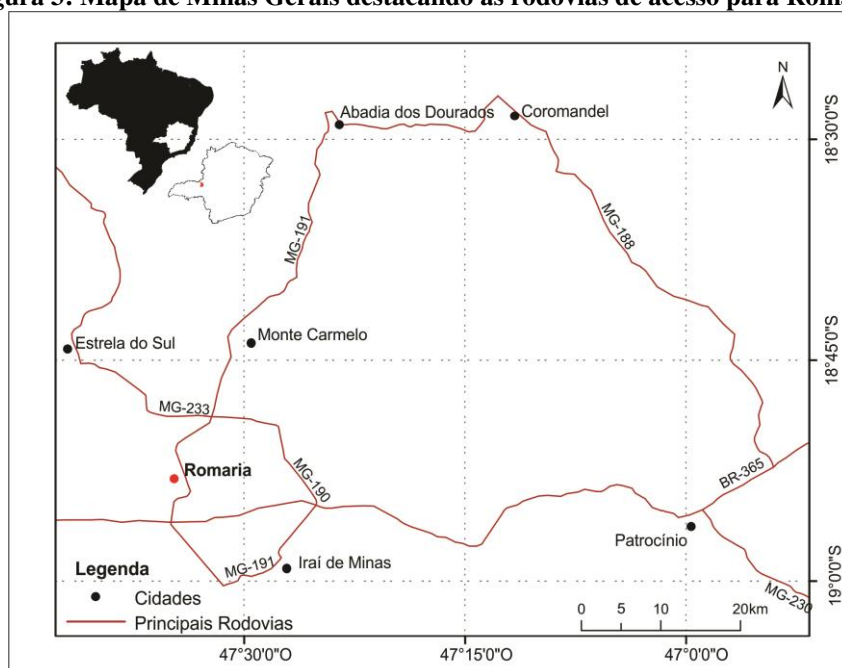 gura 3: Mapa de Minas Gerais destacando as rodovias de acesso para Roma
N
Abadia dos Dourados
Coromandel
18°30'0"S
MG-191
MG-188
Estrela do Sul
Monte Carmelo
18°45'0"S
MG-233
Romaria
MG-190
BR-365
Patrocínio
MG-191
Iraí de Minas
MG-230
19°0'0"S
Legenda
Cidades
Principais Rodovias
0 5 10 20km
47°30'0"O
47°15'0"O
47°0'0"O